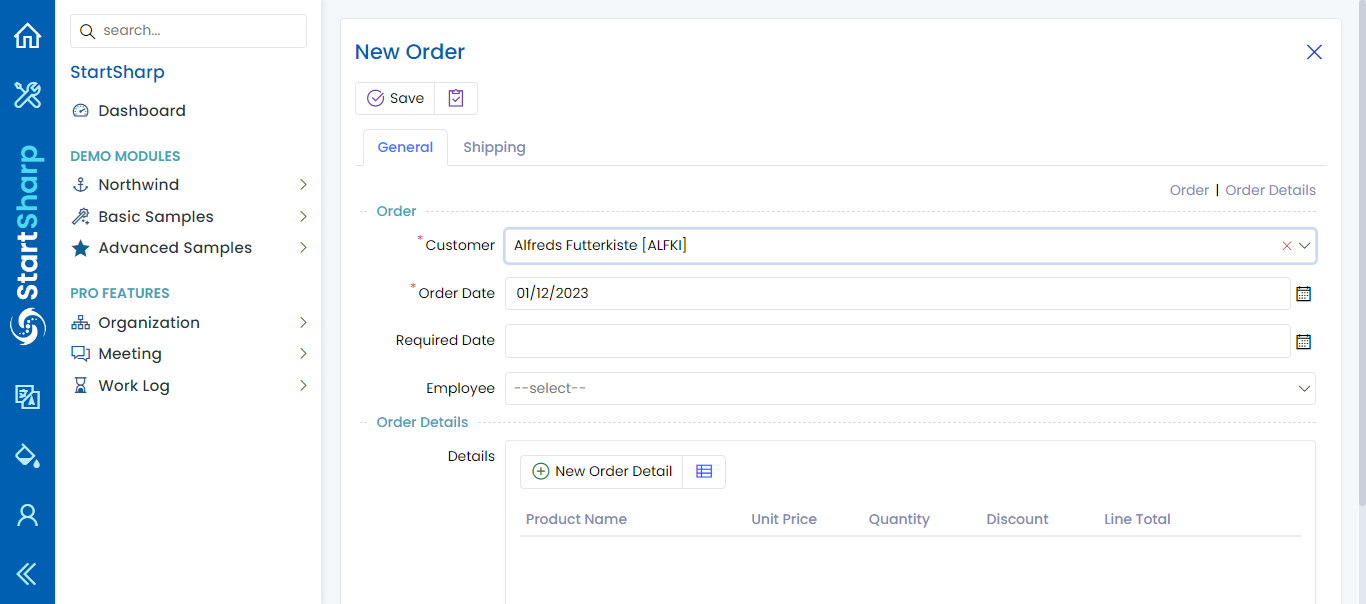 search...
StartSharp
Dashboard
DEMO MODULES
Northwind
Basic Samples
Advanced Samples
PRO FEATURES
Organization
Meeting
Work Log
StartSharp
New Order
Save
General Shipping
Order | Order Details
Order
* Customer Alfreds Futterkiste [ALFKI]
* Order Date 01/12/2023
Required Date
Employee --select--
Order Details
Details
New Order Detail
Product Name Unit Price Quantity Discount Line Total